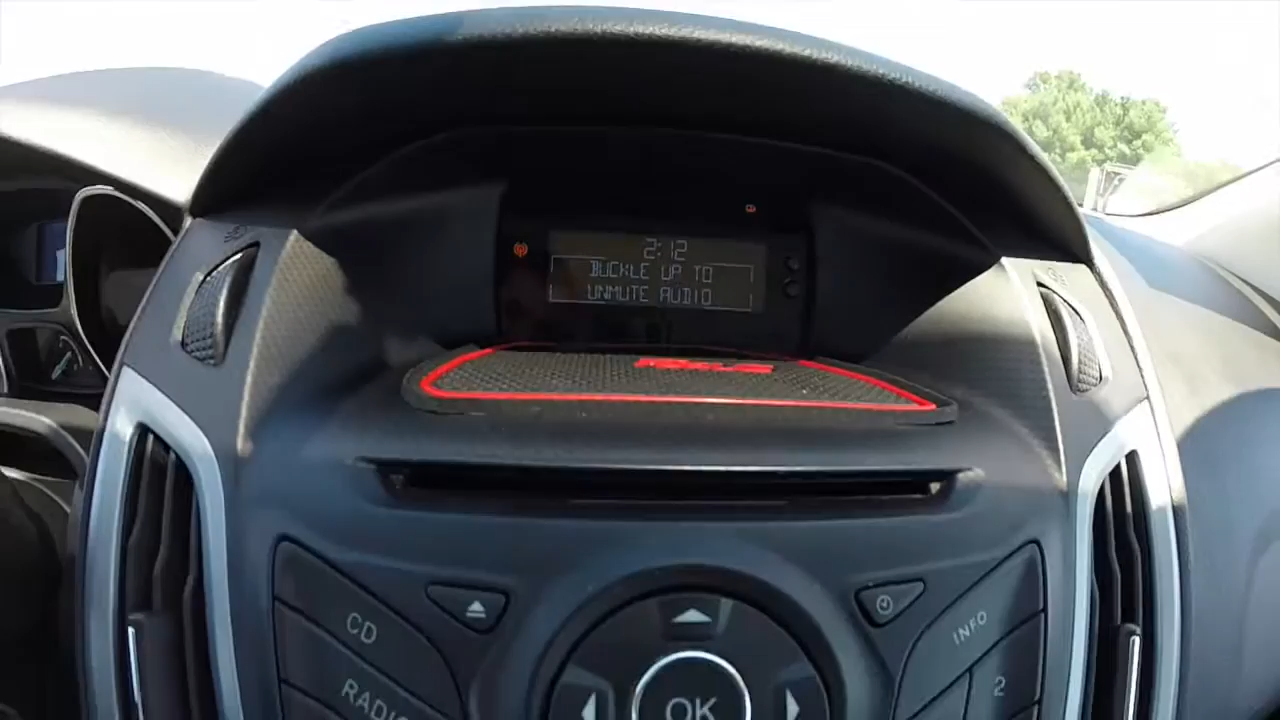 2:12
BUCKLE UP TO
UNMUTE AUDIO
CD
RADIO
INFO
2
OK